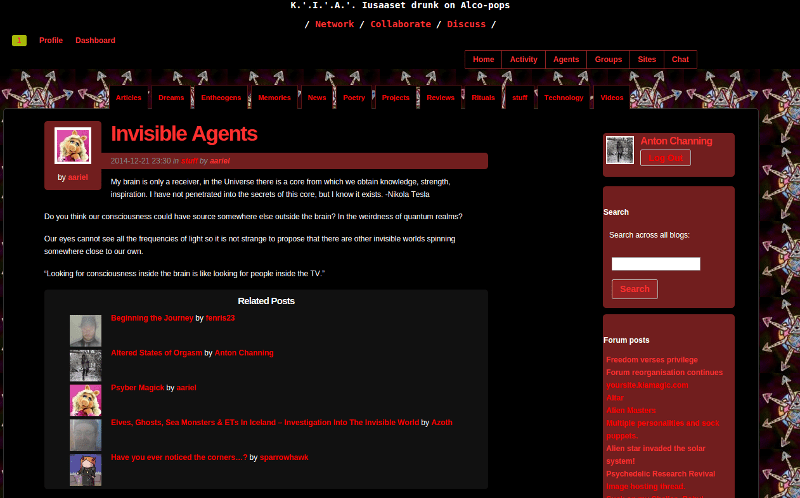 K.'.I.'.A.'. Iusaaset drunk on Alco-pops
/ Network / Collaborate / Discuss /
1 Profile Dashboard
Home Activity Agents Groups Sites Chat
Articles Dreams Entheogens Memories News Poetry Projects Reviews Rituals stuff Technology Videos
Invisible Agents
by aariel
2014-12-21 23:30 in stuff by aariel
My brain is only a receiver, in the Universe there is a core from which we obtain knowledge, strength,
inspiration. I have not penetrated into the secrets of this core, but I know it exists. -Nikola Tesla
Do you think our consciousness could have source somewhere else outside the brain? In the weirdness of quantum realms?
Our eyes cannot see all the frequencies of light so it is not strange to propose that there are other invisible worlds spinning
somewhere close to our own.
“Looking for consciousness inside the brain is like looking for people inside the TV.”
Related Posts
Beginning the Journey by fenris23
Altered States of Orgasm by Anton Channing
Psyber Magick by aariel
Elves, Ghosts, Sea Monsters & ETs In Iceland – Investigation Into The Invisible World by Azoth
Have you ever noticed the corners...? by sparrowhawk
Anton Channing
Log Out
Search
Search across all blogs:
Search
Forum posts
Freedom verses privilege
Forum reorganisation continues
yoursite.kiamagic.com
Altar
Alien Masters
Multiple personalities and sock
puppets.
Alien star invaded the solar
system!
Psychedelic Research Revival
Image hosting thread.